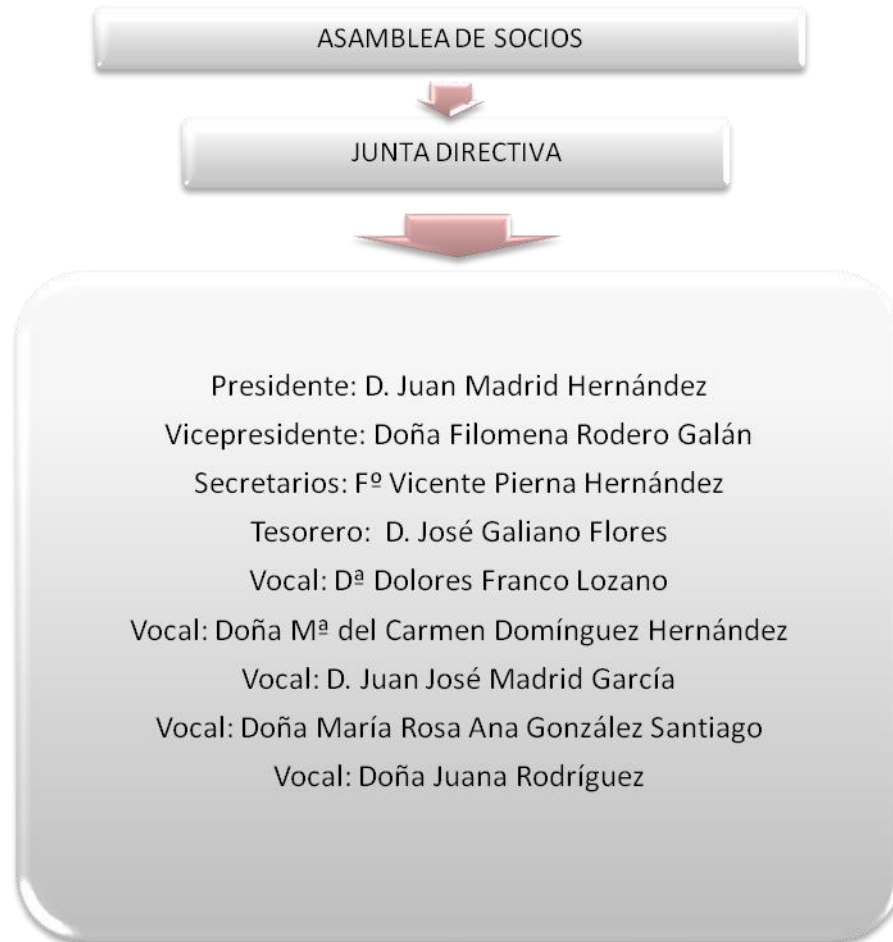 ASAMBLEA DE SOCIOS
JUNTA DIRECTIVA
Presidente: D. Juan Madrid Hernández
Vicepresidente: Doña Filomena Rodero Galán
Secretarios: Fº Vicente Pierna Hernández
Tesorero:  D. José Galiano Flores
Vocal: Dª Dolores Franco Lozano
Vocal: Doña Mª del Carmen Domínguez Hernández
Vocal: D. Juan José Madrid García
Vocal: Doña María Rosa Ana González Santiago
Vocal: Doña Juana Rodríguez